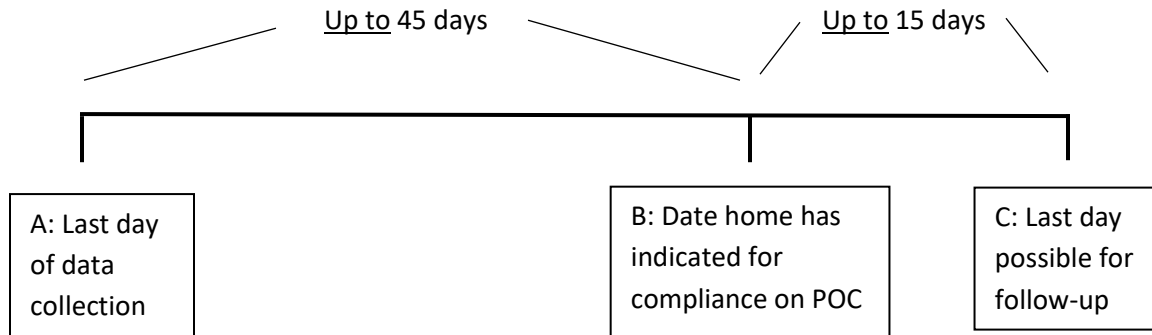 Up to 45 days
Up to 15 days
A: Last day
of data
collection
B: Date home has
indicated for
compliance on POC
C: Last day
possible for
follow-up